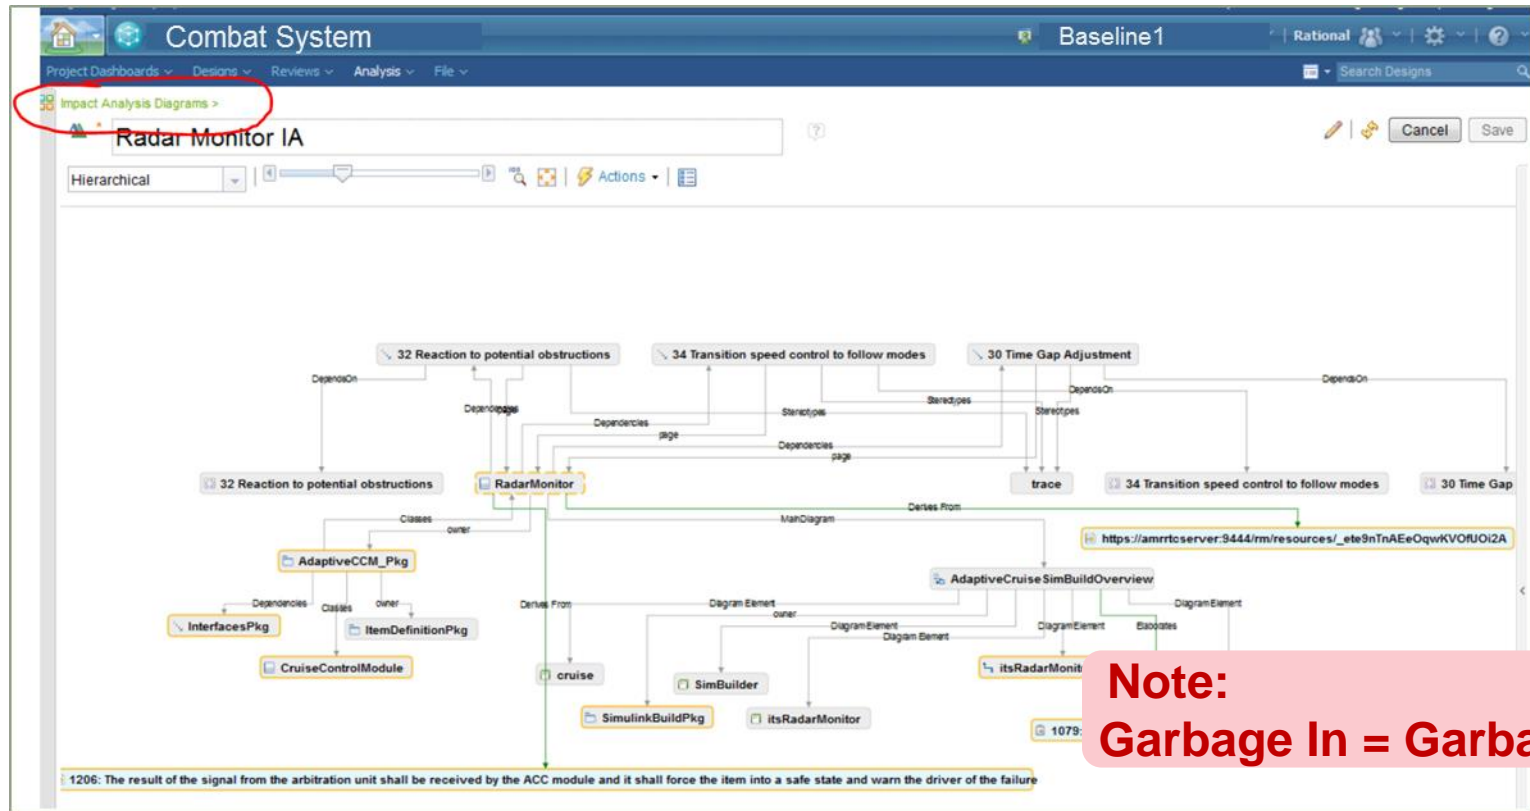 Combat System
Baseline1
Rational
Project Dashboards
Designs
Reviews
Analysis
File
Search Designs
Impact Analysis Diagrams >
Radar Monitor IA
Cancel
Save
Hierarchical
Actions
32 Reaction to potential obstructions
34 Transition speed control to follow modes
30 Time Gap Adjustment
DependsOn
DependsOn
DependsOn
page
Stereotypes
Stereotypes
Stereotypes
Dependencies
page
Dependencies
page
32 Reaction to potential obstructions
RadarMonitor
trace
34 Transition speed control to follow modes
30 Time Gap
Derives From
Classes
owner
MainDiagram
https://amrrtcserver:9444/rm/resources/_ete9nTnAEeOqwKVOfUOi2A
AdaptiveCCM_Pkg
AdaptiveCruiseSimBuildOverview
Dependencies
Classes
owner
Derives From
Diagram Element
owner
Diagram Element
Diagram Element
Diagram Element
Elaborates
Diagram Element
InterfacesPkg
ItemDefinitionPkg
CruiseControlModule
cruise
SimBuilder
SimulinkBuildPkg
itsRadarMonitor
1079:
Note:
Garbage In =
1206: The result of the signal from the arbitration unit shall be received by the ACC module and it shall force the item into a safe state and warn the driver of the failure